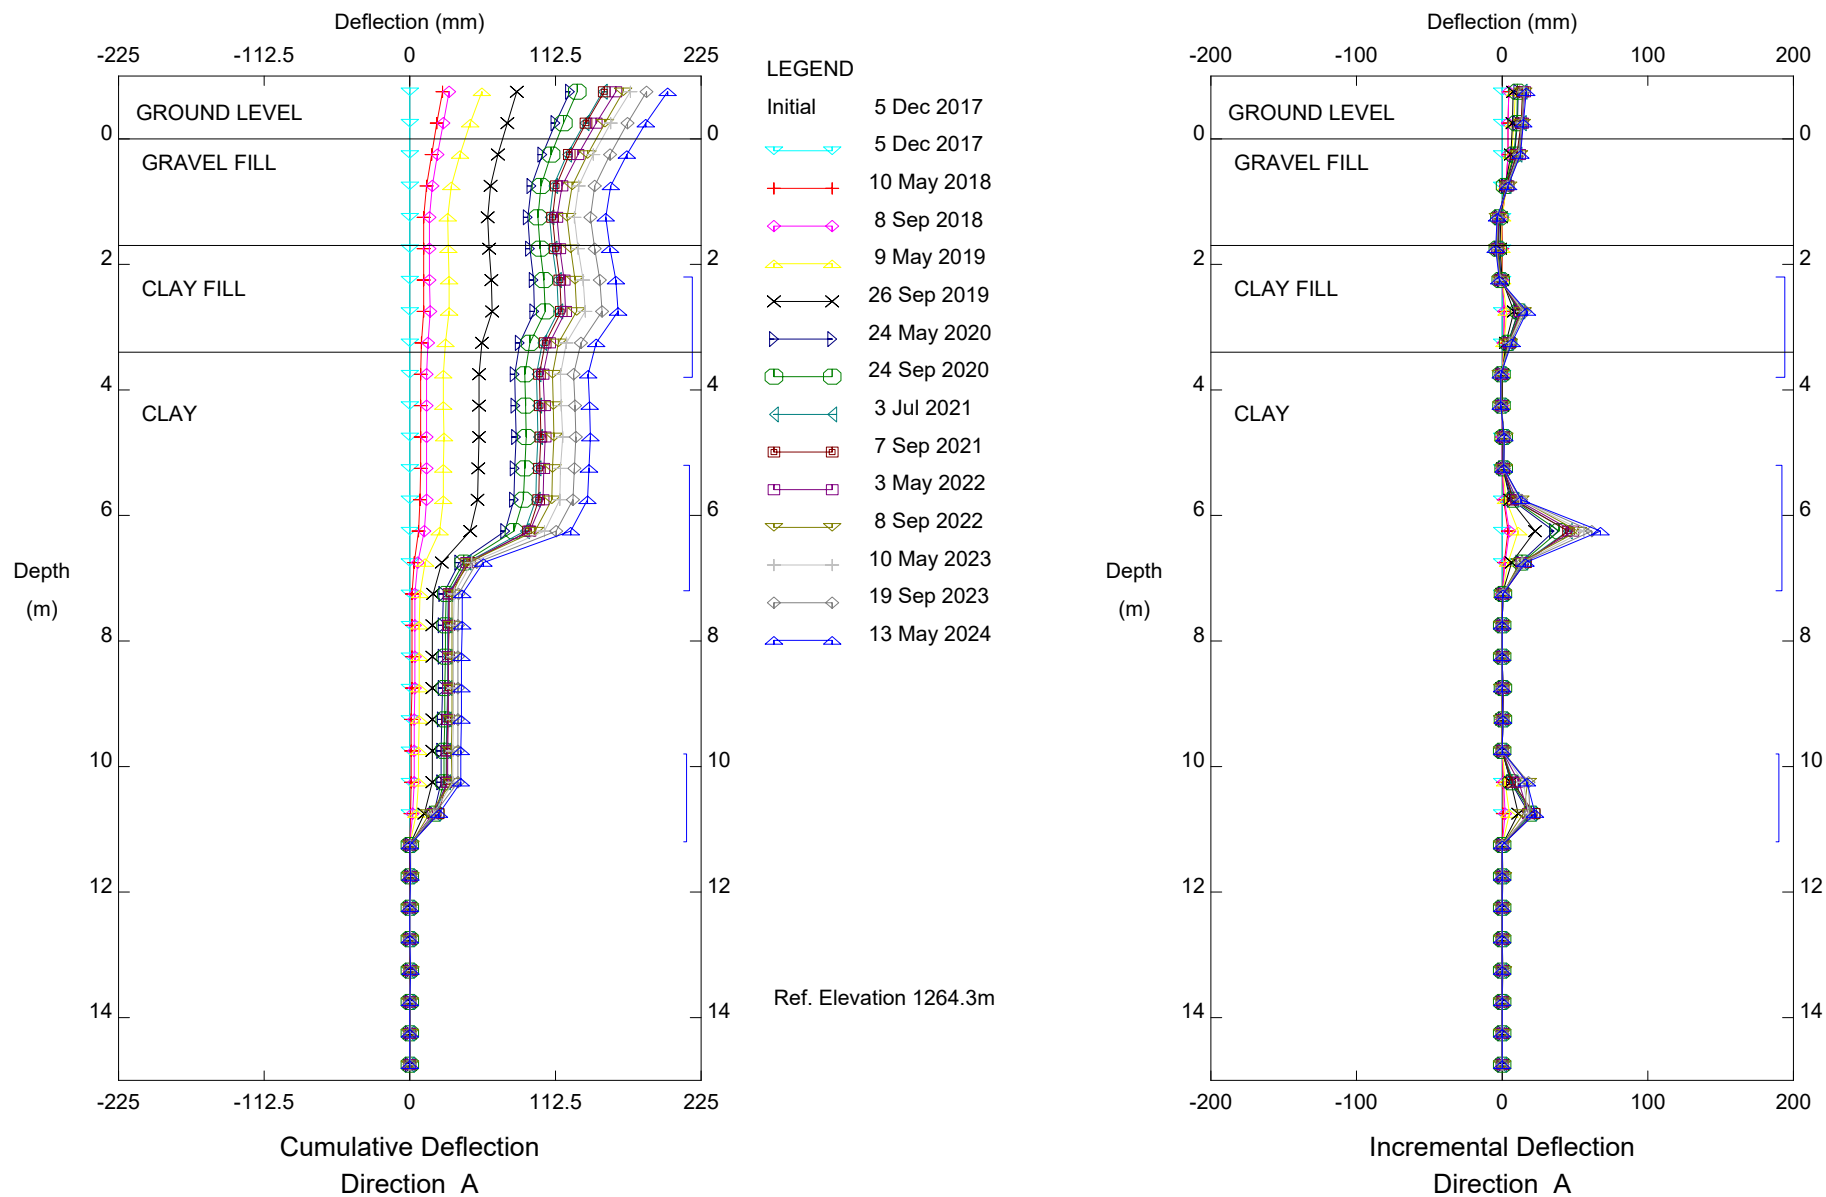 Deflection (mm)
-225 -112.5 0 112.5 225
GROUND LEVEL
GRAVEL FILL
CLAY FILL
CLAY
0 0
2 2
4 4
6 6
8 8
10 10
12 12
14 14
Depth
(m)
-225 -112.5 0 112.5 225
Cumulative Deflection
Direction A
LEGEND
Initial 5 Dec 2017
5 Dec 2017
10 May 2018
8 Sep 2018
9 May 2019
26 Sep 2019
24 May 2020
24 Sep 2020
3 Jul 2021
7 Sep 2021
3 May 2022
8 Sep 2022
10 May 2023
19 Sep 2023
13 May 2024
Ref. Elevation 1264.3m
Deflection (mm)
-200 -100 0 100 200
GROUND LEVEL
GRAVEL FILL
CLAY FILL
CLAY
0 0
2 2
4 4
6 6
8 8
10 10
12 12
14 14
Depth
(m)
-200 -100 0 100 200
Incremental Deflection
Direction A